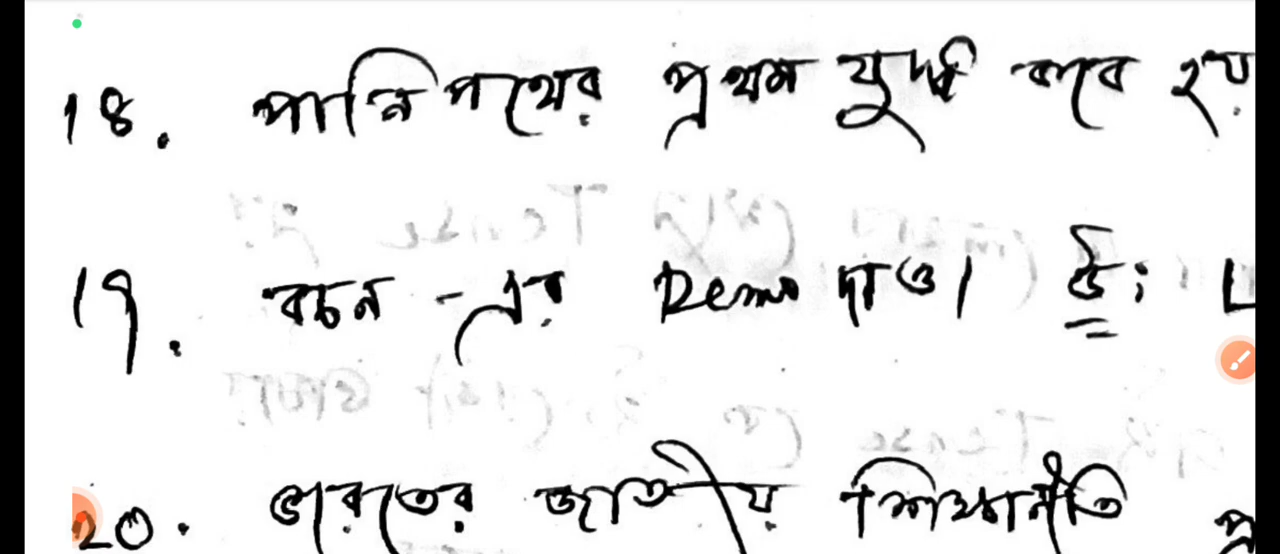 18. পানিপথের প্রথম যুদ্ধ কবে হয়
19. বচন -এর Demo দাও। উঃ
20. ভারতের জাতীয় শিক্ষানীতি